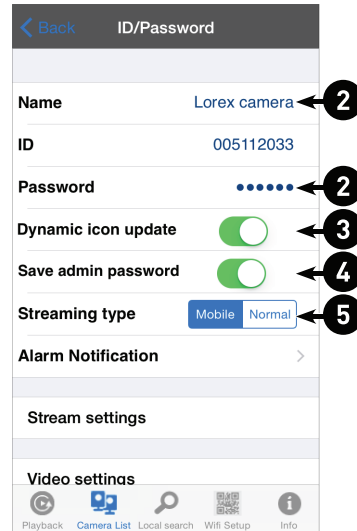 Back ID/Password
Name Lorex camera 2
ID 005112033
Password •••••• 2
Dynamic icon update 3
Save admin password 4
Streaming type Mobile Normal 5
Alarm Notification
Stream settings
Video settings
Playback Camera List Local search Wifi Setup Info